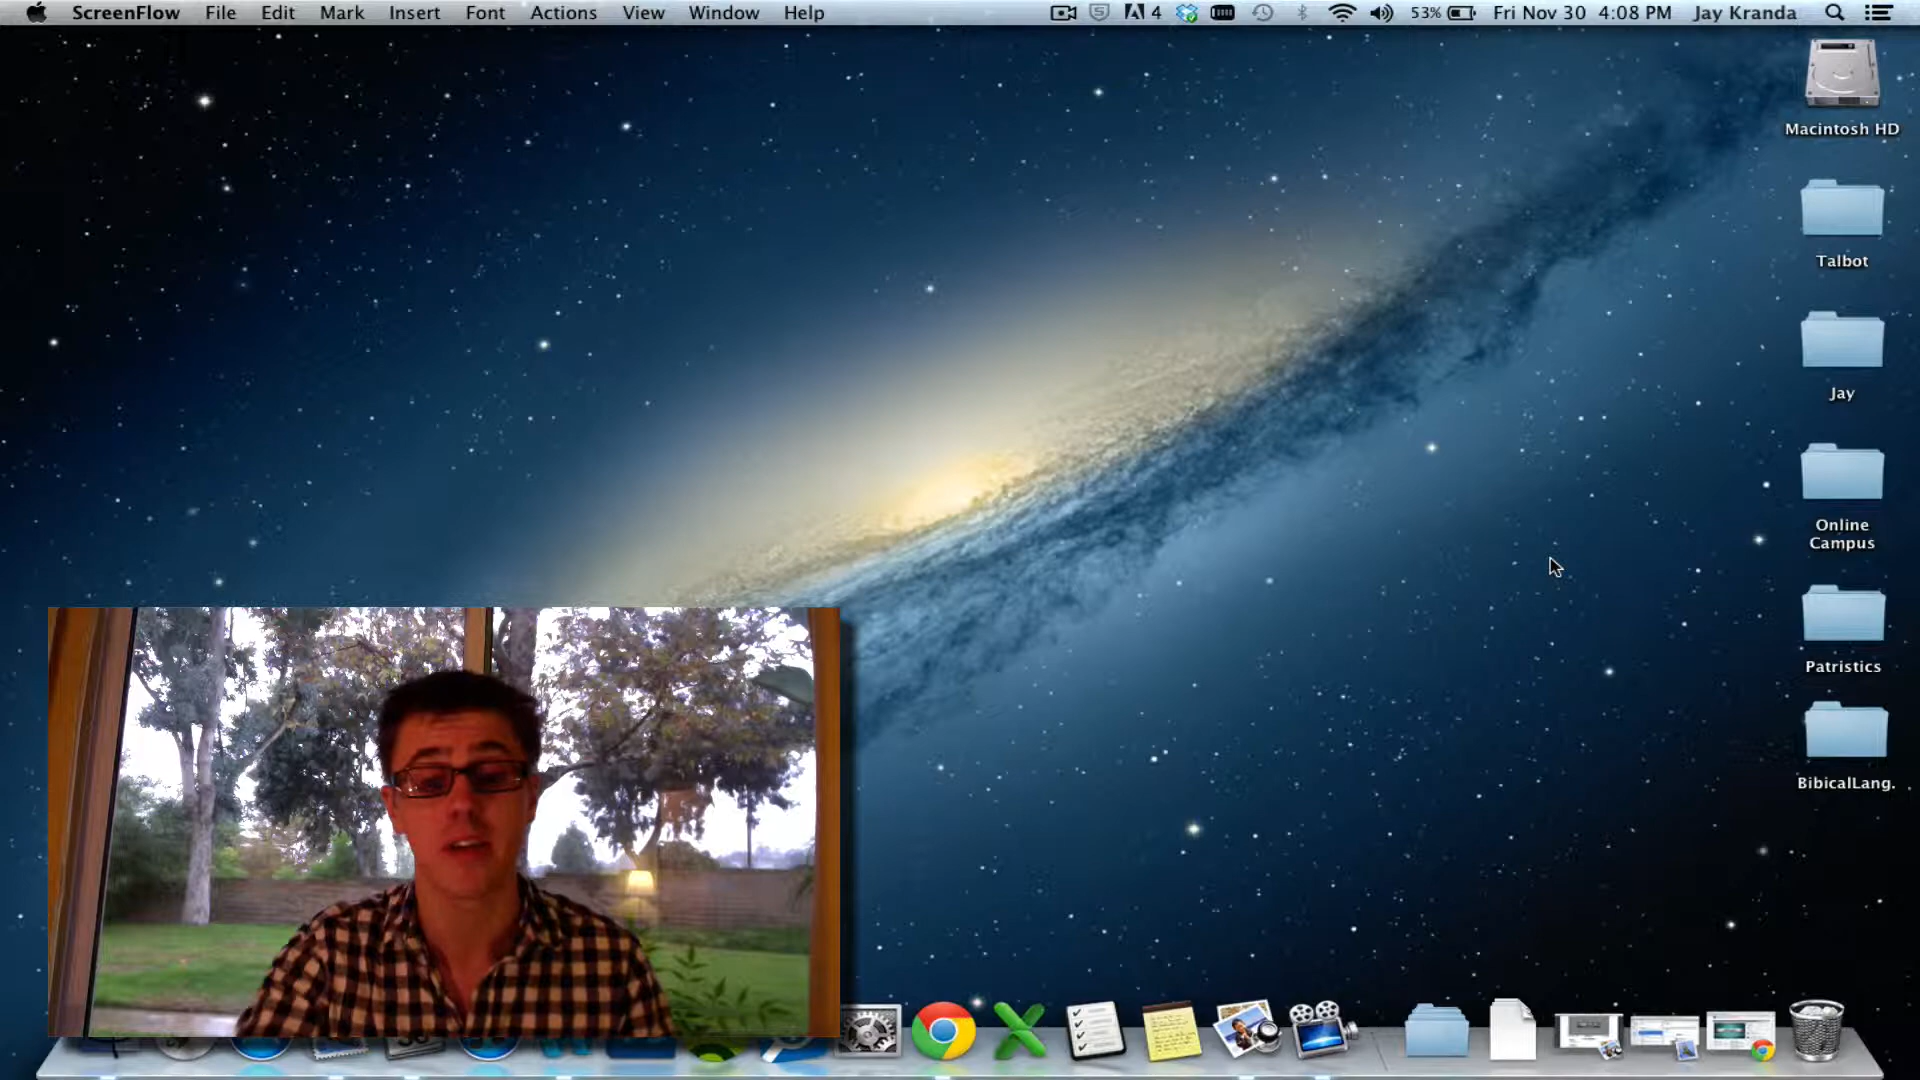 ScreenFlow File Edit Mark Insert Font Actions View Window Help 4 53% Fri Nov 30 4:08 PM Jay Kranda
Macintosh HD
Talbot
Jay
Online
Campus
Patristics
BibicalLang.